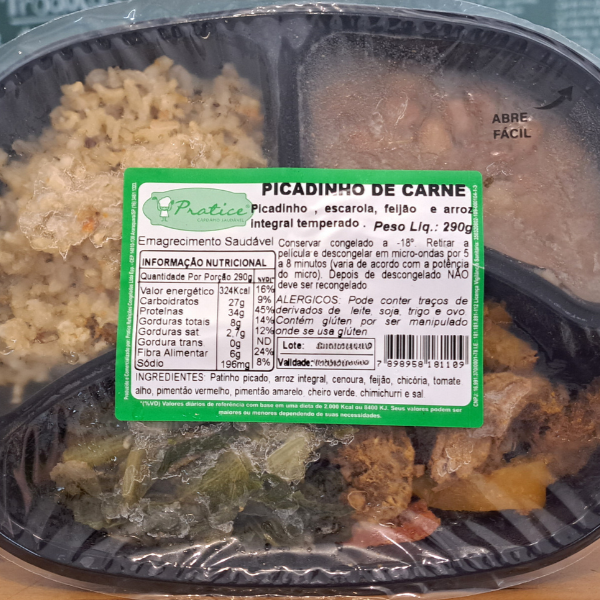 ABRE
FÁCIL
Pratice
PICADINHO DE CARNE
Picadinho , escarola, feijão e arroz
integral temperado . Peso Liq.: 290g
Emagrecimento Saudável
Conservar congelado a -18°. Retirar a
película e descongelar em micro-ondas por 5
a 8 minutos (varia de acordo com a potência
do micro). Depois de descongelado NÃO
deve ser recongelado
INFORMAÇÃO NUTRICIONAL
Quantidade Por Porção 290g %VDC
Valor energético 324Kcal 16%
Carboidratos 27g 9%
Proteínas 34g 45%
Gorduras totais 8g 14%
Gorduras sat 2,7g 12%
Gordura trans 0g ND
Fibra Alimentar 6g 24%
Sódio 196mg 8%
ALERGICOS: Pode conter traços de
derivados de leite, soja, trigo e ovo.
Contém glúten por ser manipulado
onde se usa glúten
Lote:
Validade:
7 898958 181109
INGREDIENTES: Patinho picado, arroz integral, cenoura, feijão, chicória, tomate
alho, pimentão vermelho, pimentão amarelo, cheiro verde, chimichurri e sal
*(%VD) Valores diários de referência com base em uma dieta de 2.000 Kcal ou 8400 KJ. Seus valores podem ser
maiores ou menores dependendo de suas necessidades.